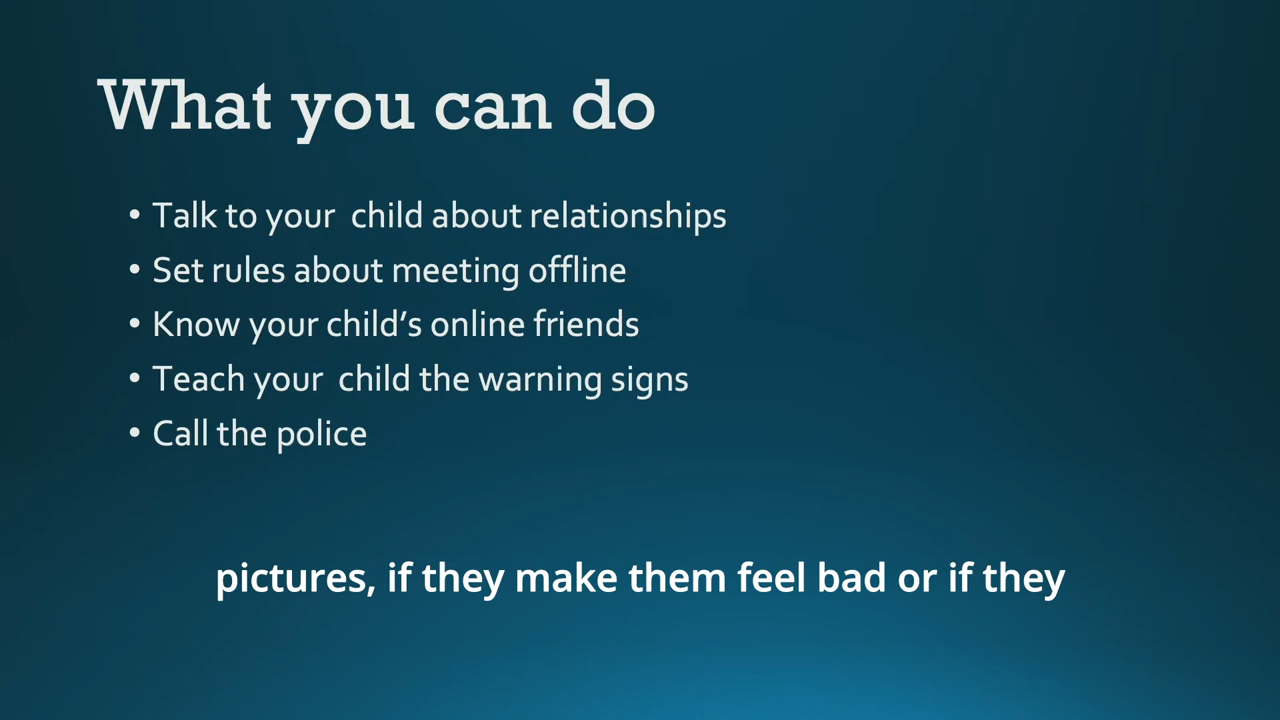 What you can do
• Talk to your  child about relationships
• Set rules about meeting offline
• Know your child’s online friends
• Teach your  child the warning signs
• Call the police
pictures, if they make them feel bad or if they